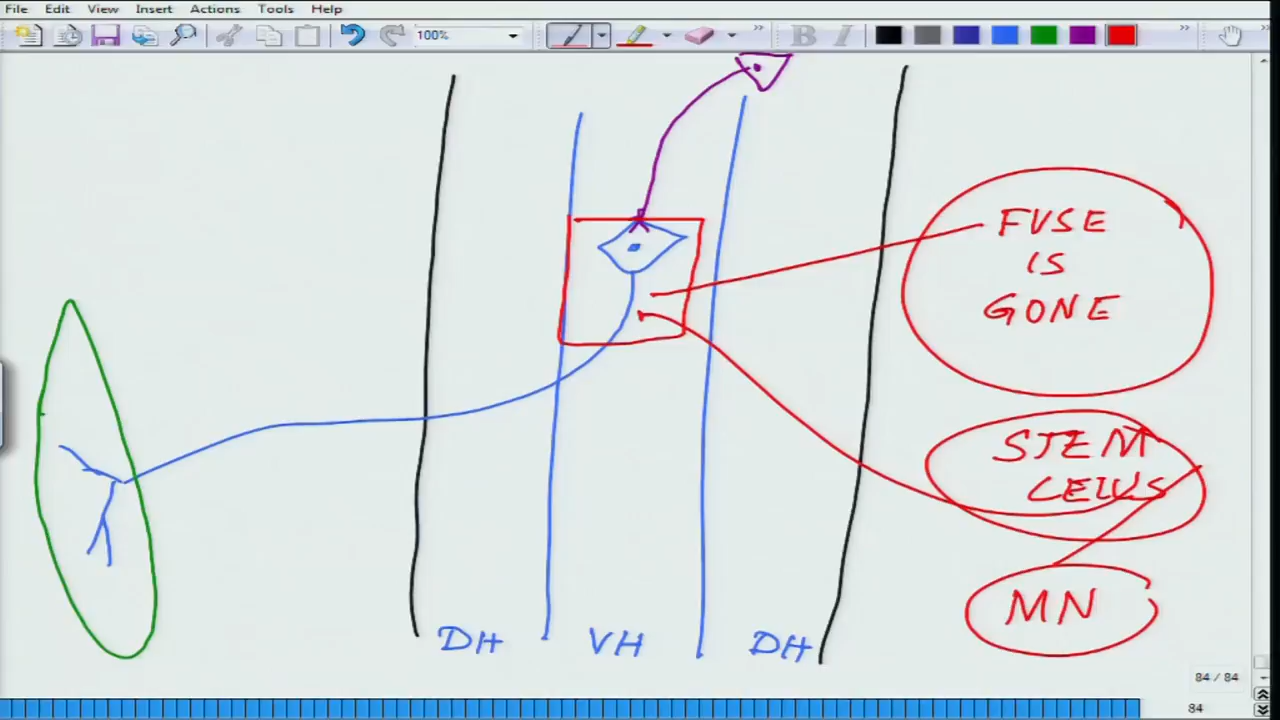 File Edit View Insert Actions Tools Help
100%
B I
FUSE
IS
GONE
STEM
CELLS
MN
DH VH DH
84 / 84
84